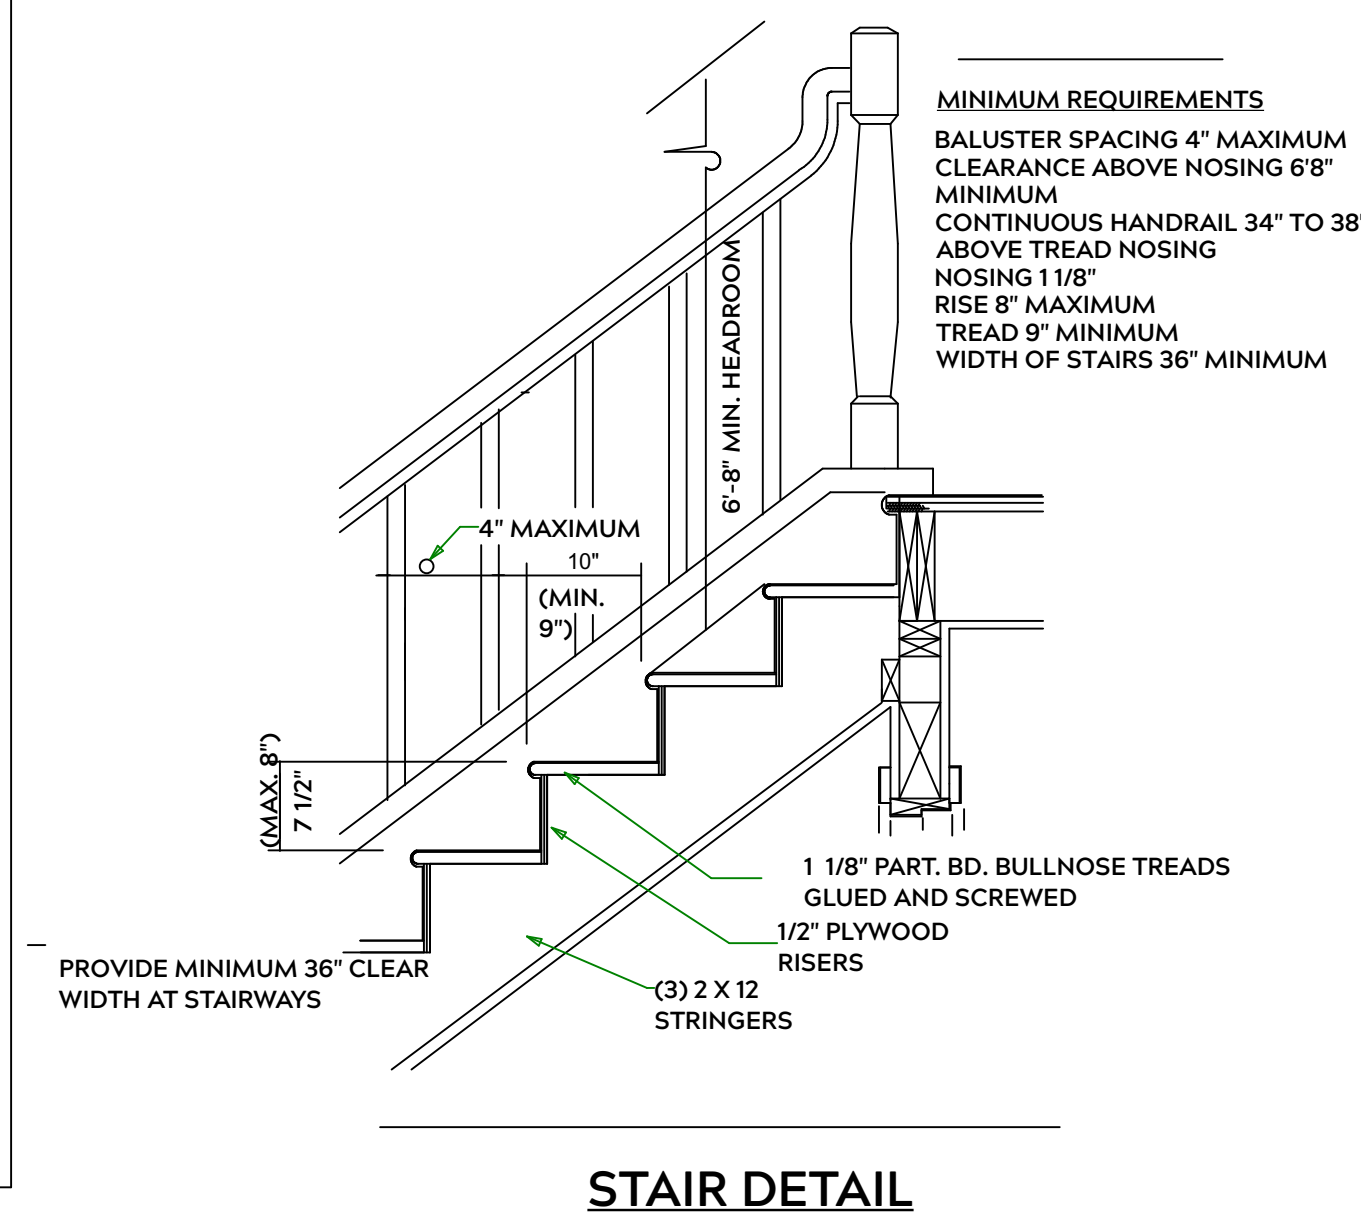 MINIMUM REQUIREMENTS
BALUSTER SPACING 4" MAXIMUM
CLEARANCE ABOVE NOSING 6'8"
MINIMUM
CONTINUOUS HANDRAIL 34" TO 38"
ABOVE TREAD NOSING
NOSING 1 1/8"
RISE 8" MAXIMUM
TREAD 9" MINIMUM
WIDTH OF STAIRS 36" MINIMUM
6'-8" MIN. HEADROOM
4" MAXIMUM
10"
(MIN.
9")
(MAX. 8")
7 1/2"
1 1/8" PART. BD. BULLNOSE TREADS
GLUED AND SCREWED
1/2" PLYWOOD
RISERS
PROVIDE MINIMUM 36" CLEAR
WIDTH AT STAIRWAYS
(3) 2 X 12
STRINGERS
STAIR DETAIL